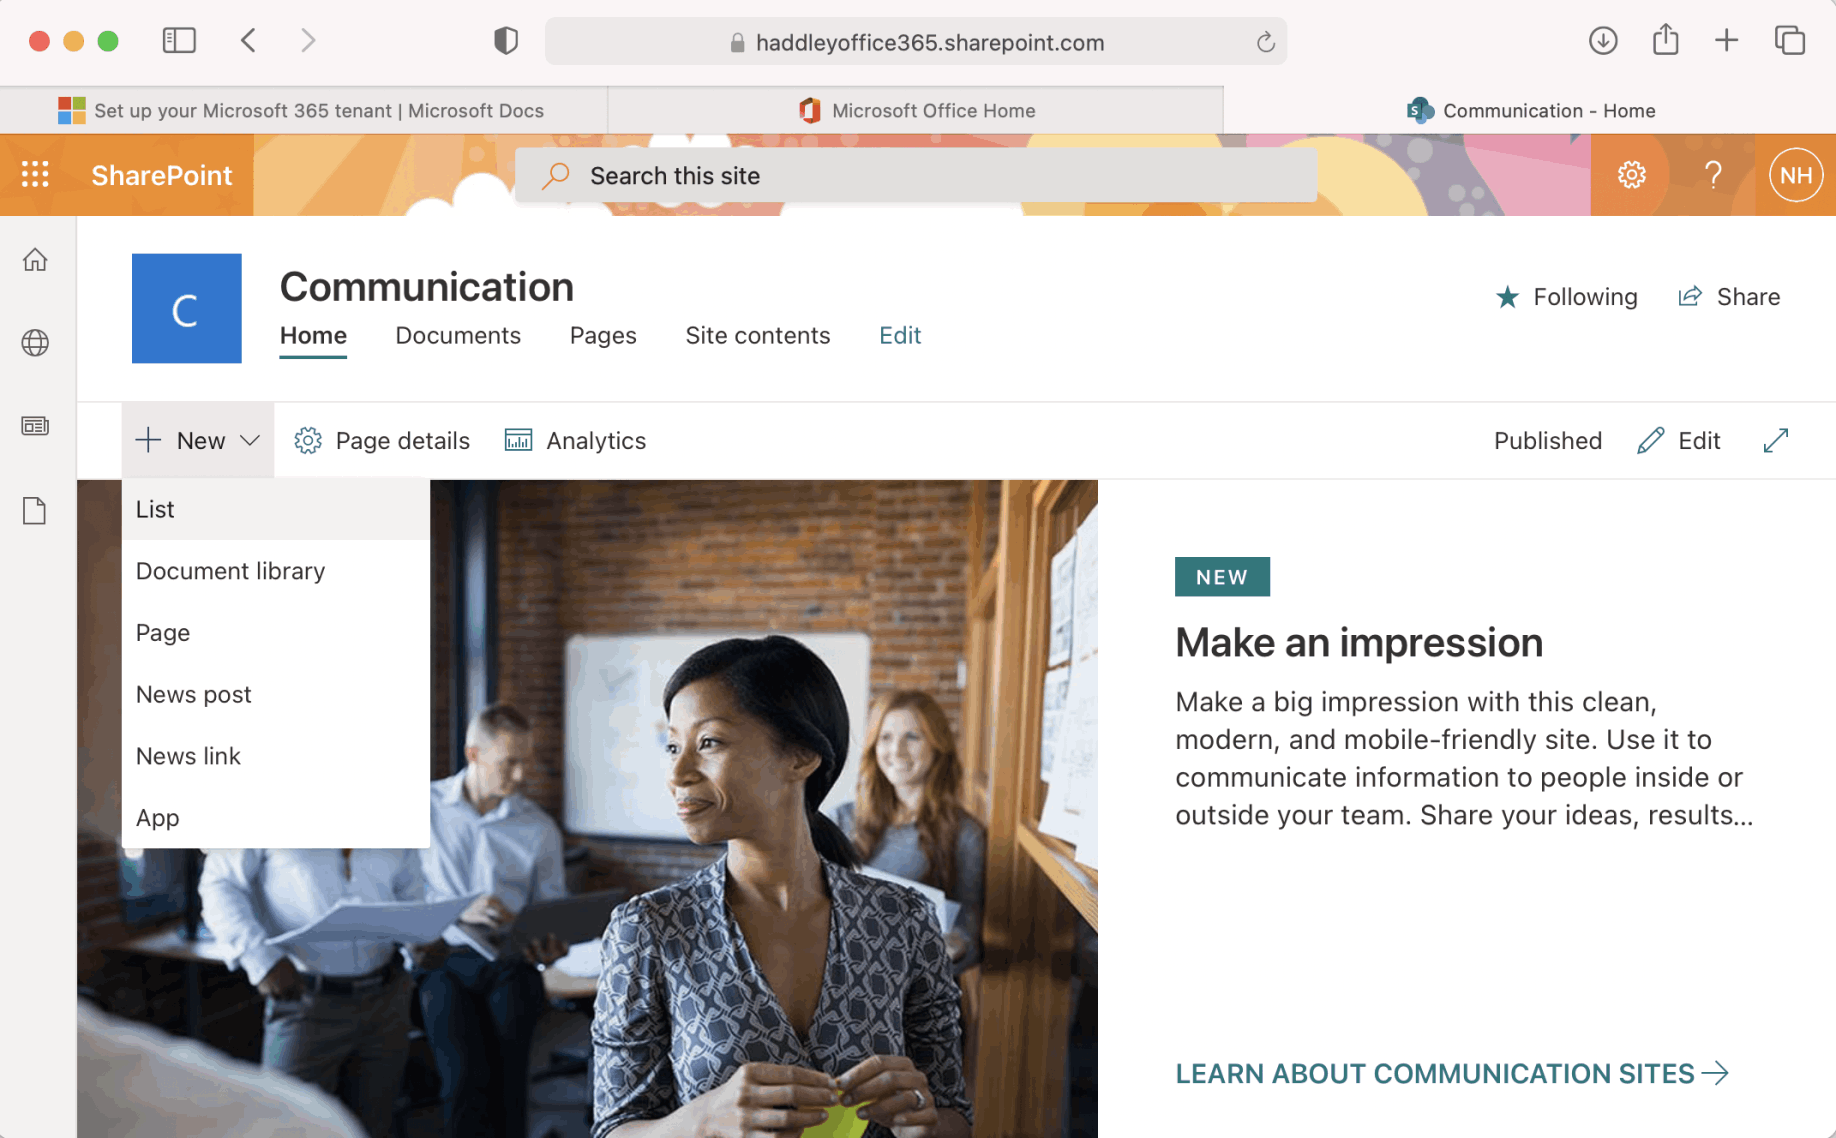 haddleyoffice365.sharepoint.com
Set up your Microsoft 365 tenant | Microsoft Docs
Microsoft Office Home
S
Communication - Home
SharePoint
Search this site
?
NH
C
Communication
Following
Share
Home
Documents
Pages
Site contents
Edit
New
Page details
Analytics
Published
Edit
List
Document library
Page
News post
News link
App
NEW
Make an impression
Make a big impression with this clean,
modern, and mobile-friendly site. Use it to
communicate information to people inside or
outside your team. Share your ideas, results...
LEARN ABOUT COMMUNICATION SITES